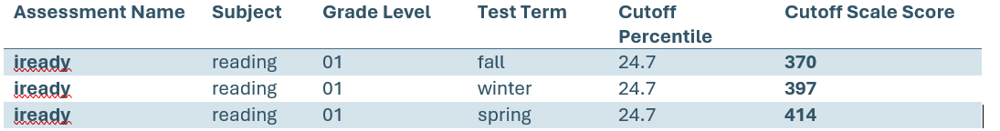 Assessment Name Subject Grade Level Test Term Cutoff Percentile Cutoff Scale Score
iready reading 01 fall 24.7 370
iready reading 01 winter 24.7 397
iready reading 01 spring 24.7 414